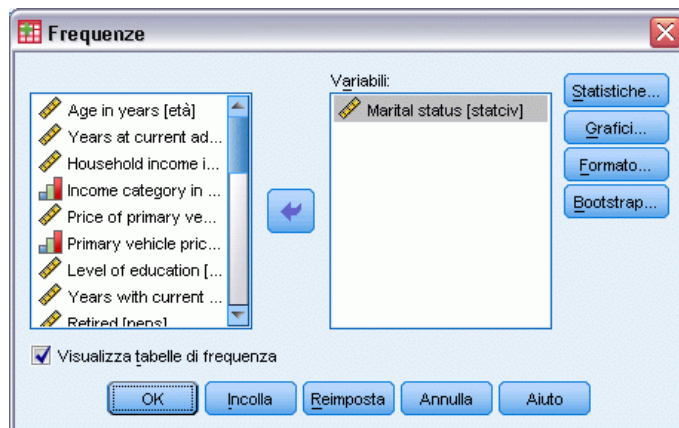 Frequenze
Variabili:
Age in years [età]
Years at current ad...
Household income i...
Income category in ...
Price of primary ve...
Primary vehicle pric...
Level of education [...
Years with current ...
Retired [pens]
Marital status [statciv]
Statistiche...
Grafici...
Formato...
Bootstrap...
Visualizza tabelle di frequenza
OK
Incolla
Reimposta
Annulla
Aiuto